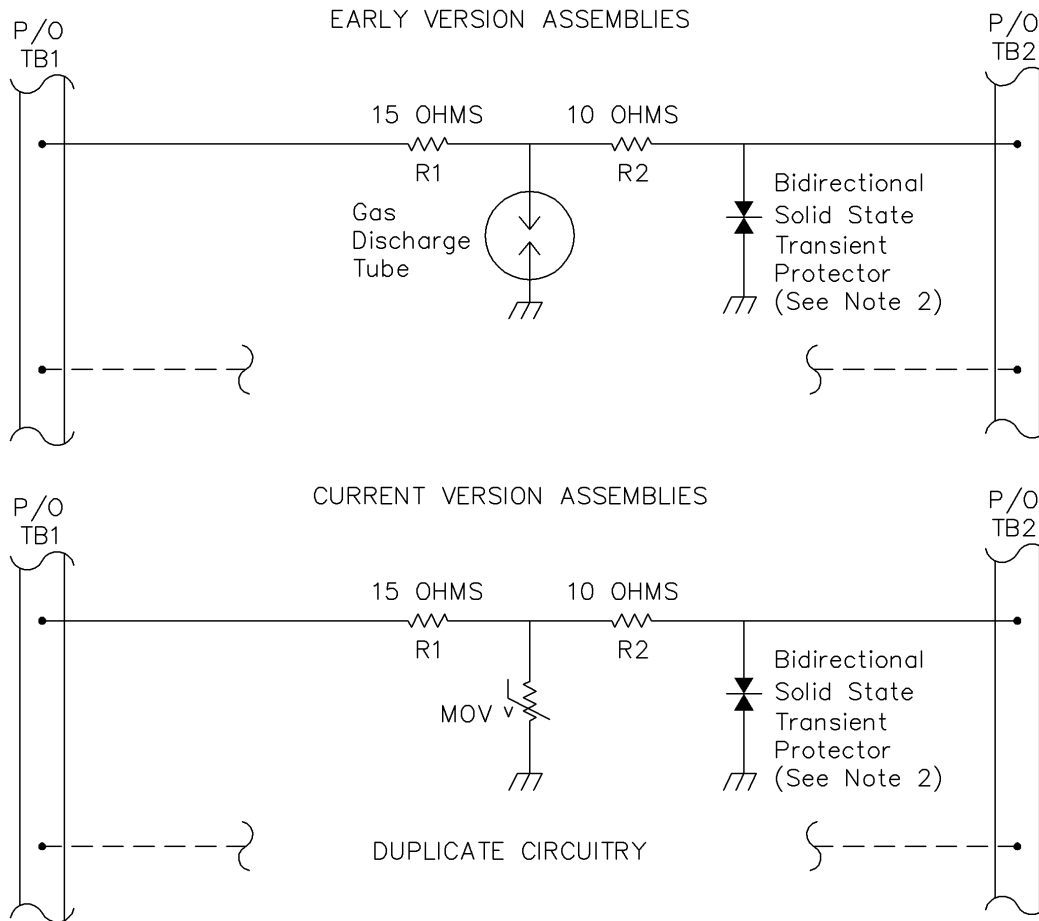 EARLY VERSION ASSEMBLIES
P/O
TB1
P/O
TB2
15 OHMS
10 OHMS
R1
R2
Gas
Discharge
Tube
Bidirectional
Solid State
Transient
Protector
(See Note 2)
CURRENT VERSION ASSEMBLIES
P/O
TB1
P/O
TB2
15 OHMS
10 OHMS
R1
R2
MOV
V
Bidirectional
Solid State
Transient
Protector
(See Note 2)
DUPLICATE CIRCUITRY